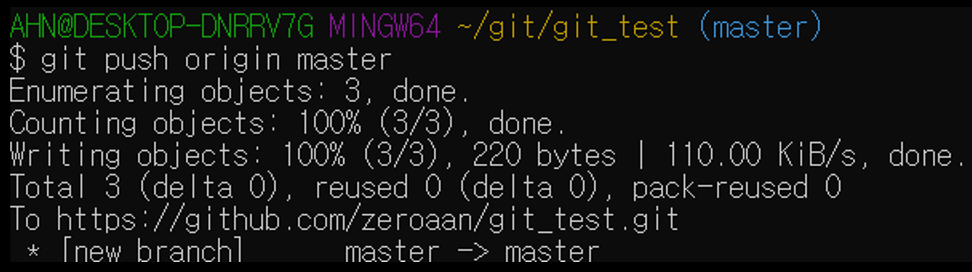 AHN@DESKTOP-DNRRV7G MINGW64 ~/git/git_test (master)
$ git push origin master
Enumerating objects: 3, done.
Counting objects: 100% (3/3), done.
Writing objects: 100% (3/3), 220 bytes | 110.00 KiB/s, done.
Total 3 (delta 0), reused 0 (delta 0), pack-reused 0
To https://github.com/zeroaan/git_test.git
 * [new branch]      master -> master